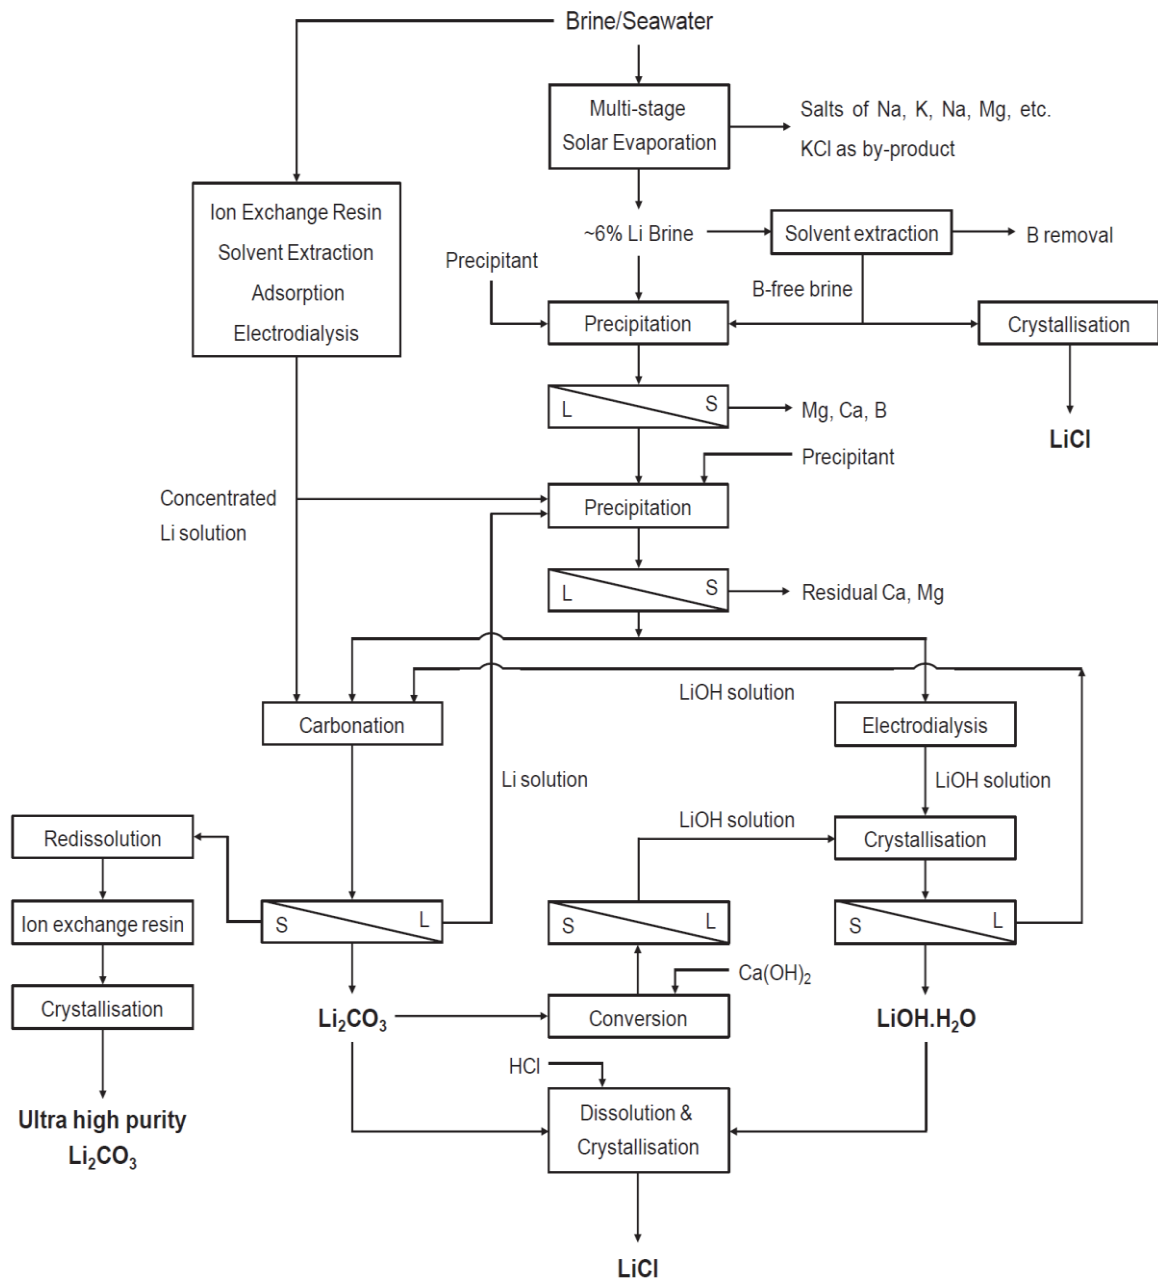 Brine/Seawater
Multi-stage
Solar Evaporation
Salts of Na, K, Na, Mg, etc.
KCl as by-product
Ion Exchange Resin
Solvent Extraction
Adsorption
Electrodialysis
~6% Li Brine
Solvent extraction
B removal
Precipitant
B-free brine
Precipitation
Crystallisation
L
S
Mg, Ca, B
LiCl
Precipitant
Concentrated
Li solution
Precipitation
L
S
Residual Ca, Mg
LiOH solution
Carbonation
Electrodialysis
Li solution
LiOH solution
LiOH solution
Redissolution
Crystallisation
Ion exchange resin
S
L
S
L
S
L
Ca(OH)₂
Crystallisation
Li₂CO₃
Conversion
LiOH.H₂O
HCl
Dissolution &
Crystallisation
Ultra high purity
Li₂CO₃
LiCl